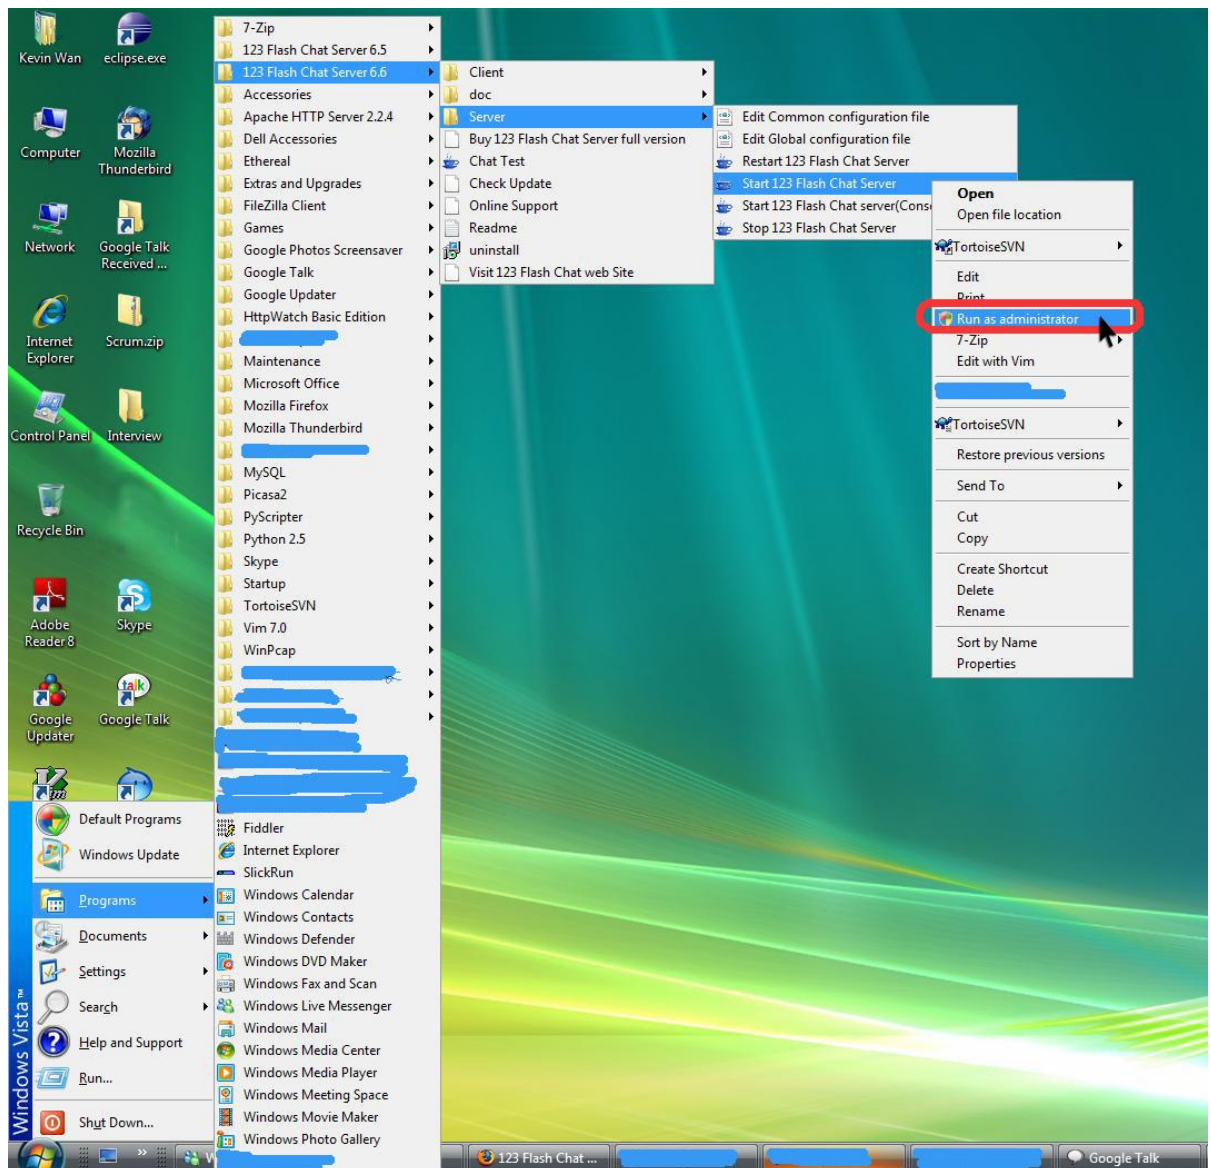 Kevin Wan
eclipse.exe
Computer
Mozilla
Thunderbird
Network
Google Talk
Received ...
Internet
Explorer
Scrum.zip
Control Panel
Interview
Recycle Bin
Adobe
Reader 8
Skype
Google
Updater
Google Talk
Default Programs
Windows Update
Programs
Documents
Settings
Search
Help and Support
Run...
Shut Down...
Windows Vista™
7-Zip
123 Flash Chat Server 6.5
123 Flash Chat Server 6.6
Accessories
Apache HTTP Server 2.2.4
Dell Accessories
Ethereal
Extras and Upgrades
FileZilla Client
Games
Google Photos Screensaver
Google Talk
Google Updater
HttpWatch Basic Edition
Maintenance
Microsoft Office
Mozilla Firefox
Mozilla Thunderbird
MySQL
Picasa2
PyScripter
Python 2.5
Skype
Startup
TortoiseSVN
Vim 7.0
WinPcap
Fiddler
Internet Explorer
SlickRun
Windows Calendar
Windows Contacts
Windows Defender
Windows DVD Maker
Windows Fax and Scan
Windows Live Messenger
Windows Mail
Windows Media Center
Windows Media Player
Windows Meeting Space
Windows Movie Maker
Windows Photo Gallery
Client
doc
Server
Buy 123 Flash Chat Server full version
Chat Test
Check Update
Online Support
Readme
uninstall
Visit 123 Flash Chat web Site
Edit Common configuration file
Edit Global configuration file
Restart 123 Flash Chat Server
Start 123 Flash Chat Server
Start 123 Flash Chat server(Cons
Stop 123 Flash Chat Server
Open
Open file location
TortoiseSVN
Edit
Print
Run as administrator
7-Zip
Edit with Vim
TortoiseSVN
Restore previous versions
Send To
Cut
Copy
Create Shortcut
Delete
Rename
Sort by Name
Properties
123 Flash Chat ...
Google Talk